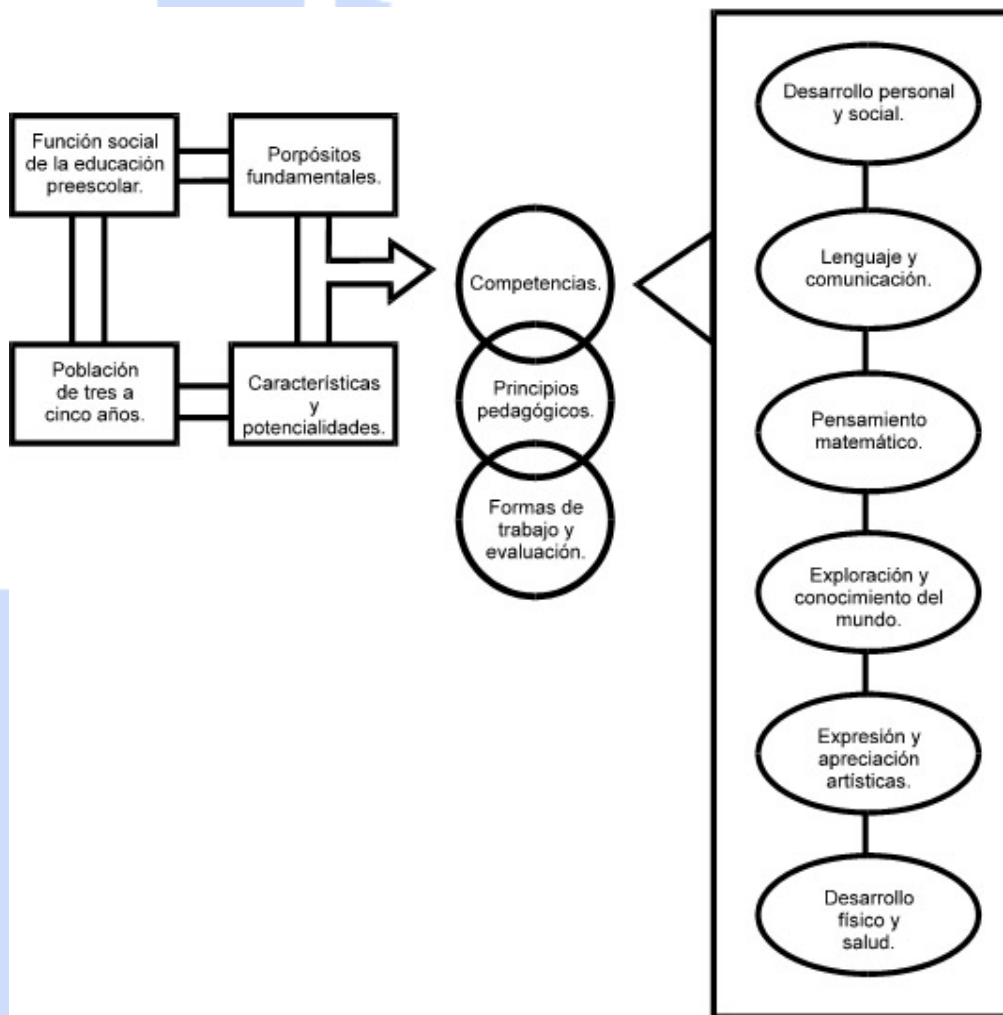 Función social
de la educación
preescolar.
Porpósitos
fundamentales.
Población
de tres a
cinco años.
Características
y
potencialidades.
Competencias.
Principios
pedagógicos.
Formas de
trabajo y
evaluación.
Desarrollo personal
y social.
Lenguaje y
comunicación.
Pensamiento
matemático.
Exploración y
conocimiento del
mundo.
Expresión y
apreciación
artísticas.
Desarrollo
físico y
salud.